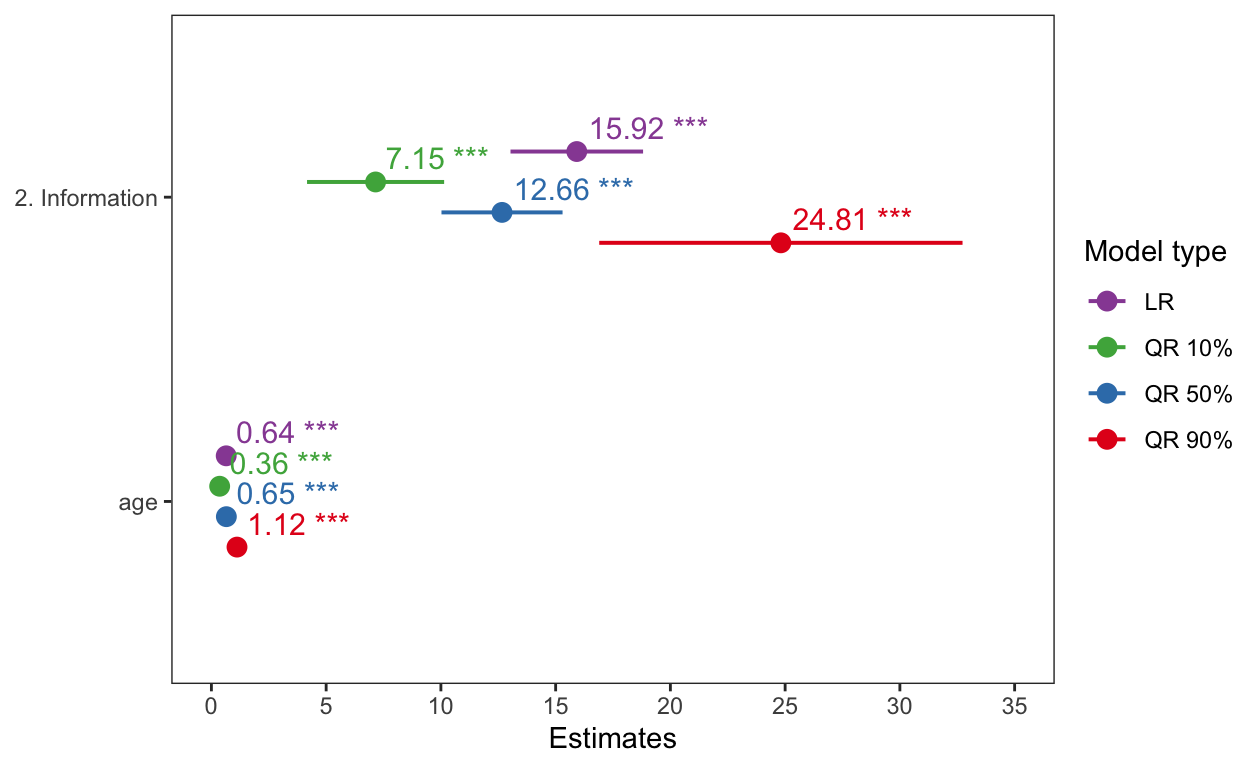 15.92 ***
7.15 ***
12.66 ***
2. Information
24.81 ***
Model type
LR
QR 10%
QR 50%
QR 90%
0.64 ***
0.36 ***
0.65 ***
age
1.12 ***
0 5 10 15 20 25 30 35
Estimates